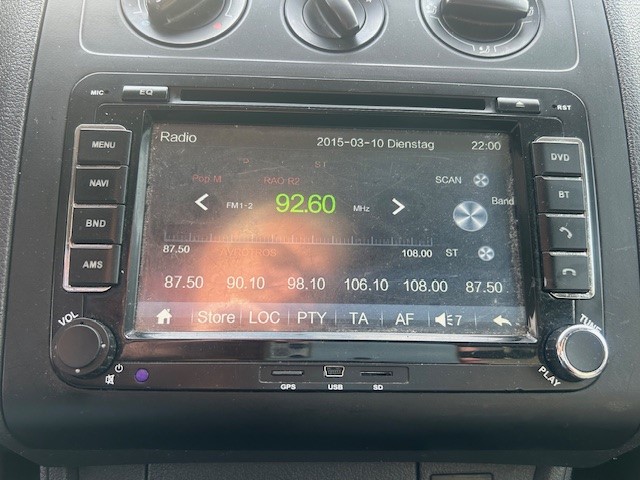 MIC EQ RST
MENU
NAVI
BND
AMS
Radio 2015-03-10 Dienstag 22:00
ST
Pop M RAO R2 SCAN
< FM1-2 92.60 MHz > Band
87.50 108.00 ST
87.50 90.10 98.10 106.10 108.00 87.50
Store LOC PTY TA AF 7
DVD
BT
VOL TUNE
PLAY
GPS USB SD